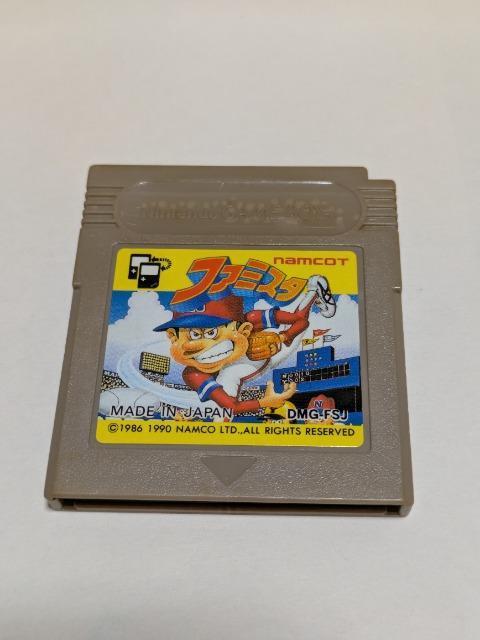 Nintendo GAME BOY
namcot
ファミスタ
MADE IN JAPAN
DMG-FSJ
©1986 1990 NAMCO LTD.,ALL RIGHTS RESERVED